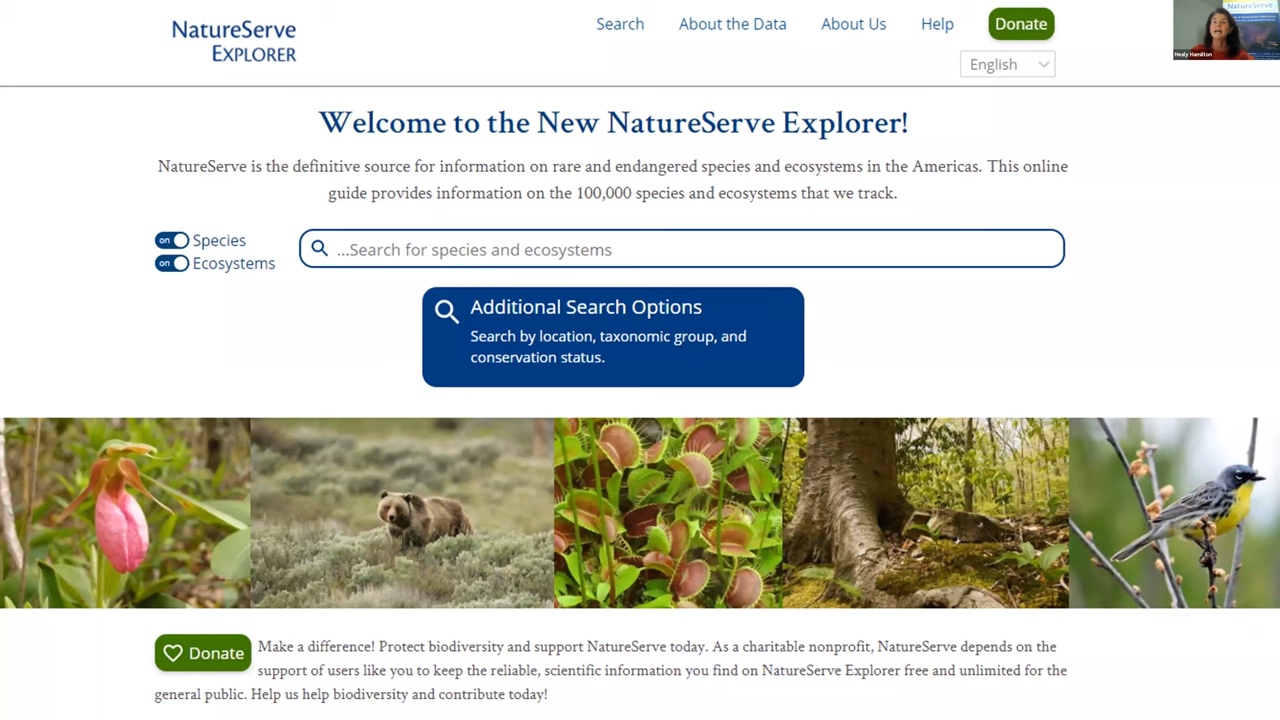 NatureServe
EXPLORER
Search
About the Data
About Us
Help
Donate
English
NatureServe
Healy Hamilton
Welcome to the New NatureServe Explorer!
NatureServe is the definitive source for information on rare and endangered species and ecosystems in the Americas. This online
guide provides information on the 100,000 species and ecosystems that we track.
on Species
on Ecosystems
...Search for species and ecosystems
Additional Search Options
Search by location, taxonomic group, and
conservation status.
Donate
Make a difference! Protect biodiversity and support NatureServe today. As a charitable nonprofit, NatureServe depends on the
support of users like you to keep the reliable, scientific information you find on NatureServe Explorer free and unlimited for the
general public. Help us help biodiversity and contribute today!